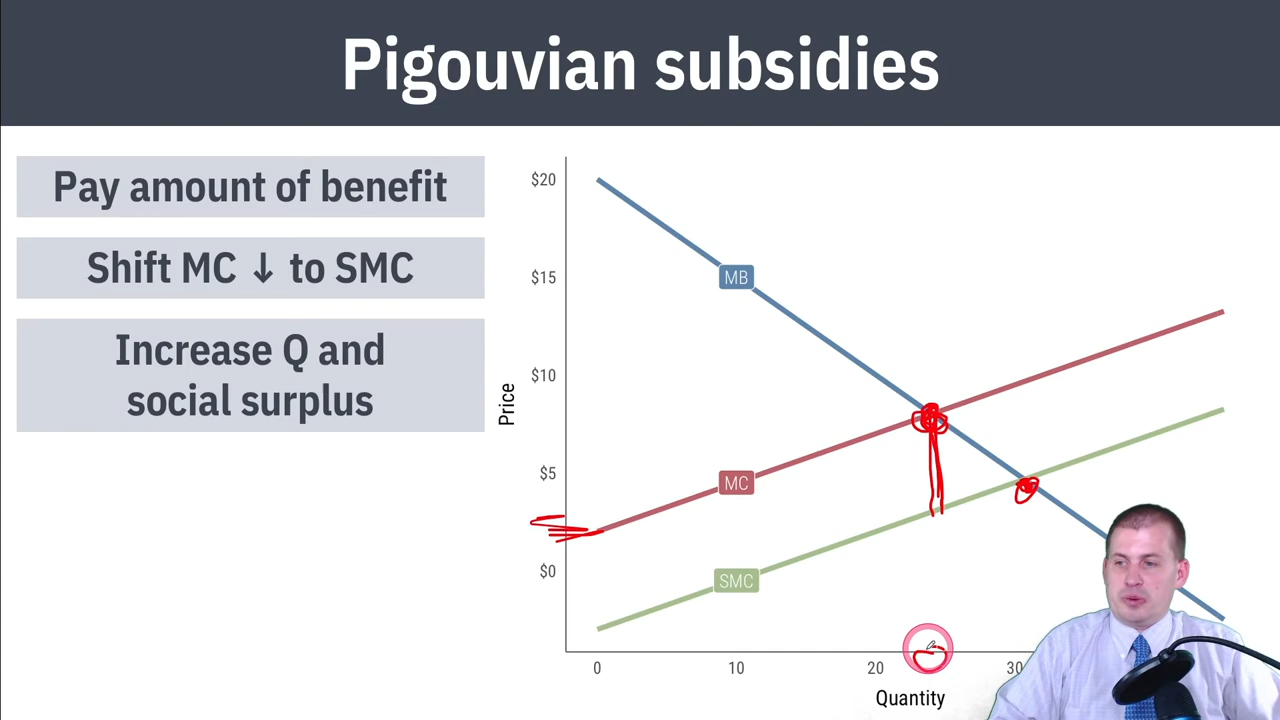 Pigouvian subsidies
Pay amount of benefit
Shift MC ↓ to SMC
Increase Q and
social surplus
$20
$15
$10
$5
$0
Price
MB
MC
SMC
0
10
20
30
Quantity